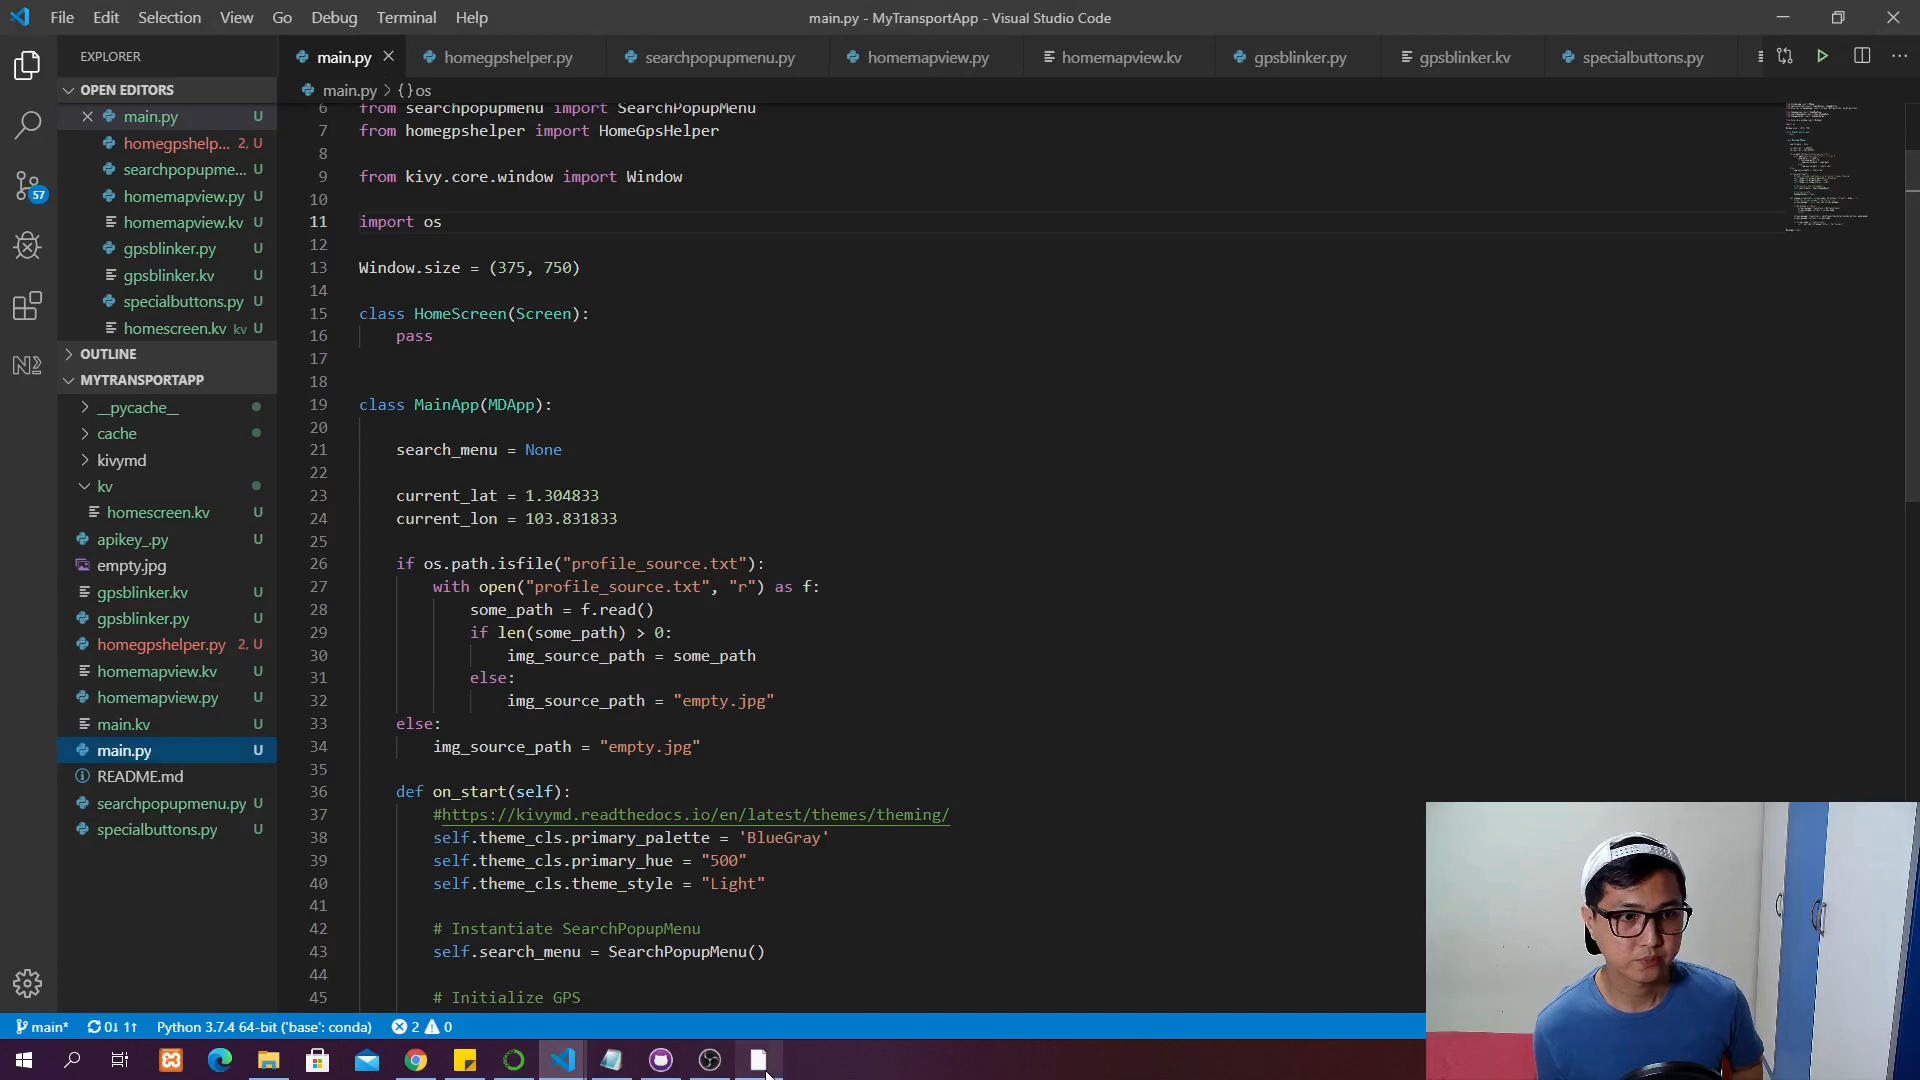 File Edit Selection View Go Debug Terminal Help
main.py - MyTransportApp - Visual Studio Code
EXPLORER
main.py
homegpshelper.py
searchpopupmenu.py
homemapview.py
homemapview.kv
gpsblinker.py
gpsblinker.kv
specialbuttons.py
OPEN EDITORS
main.py U
homegpshelp... 2, U
searchpopupme... U
homemapview.py U
homemapview.kv U
gpsblinker.py U
gpsblinker.kv U
specialbuttons.py U
homescreen.kv kv U
OUTLINE
MYTRANSPORTAPP
__pycache__
cache
kivymd
kv
homescreen.kv U
apikey_.py U
empty.jpg
gpsblinker.kv U
gpsblinker.py U
homegpshelper.py 2, U
homemapview.kv U
homemapview.py U
main.kv U
main.py U
README.md
searchpopupmenu.py U
specialbuttons.py U
57
main.py > {} os
6 from searchpopupmenu import SearchPopupMenu
7 from homegpshelper import HomeGpsHelper
8
9 from kivy.core.window import Window
10
11 import os
12
13 Window.size = (375, 750)
14
15 class HomeScreen(Screen):
16 pass
17
18
19 class MainApp(MDApp):
20
21 search_menu = None
22
23 current_lat = 1.304833
24 current_lon = 103.831833
25
26 if os.path.isfile("profile_source.txt"):
27 with open("profile_source.txt", "r") as f:
28 some_path = f.read()
29 if len(some_path) > 0:
30 img_source_path = some_path
31 else:
32 img_source_path = "empty.jpg"
33 else:
34 img_source_path = "empty.jpg"
35
36 def on_start(self):
37 #https://kivymd.readthedocs.io/en/latest/themes/theming/
38 self.theme_cls.primary_palette = 'BlueGray'
39 self.theme_cls.primary_hue = "500"
40 self.theme_cls.theme_style = "Light"
41
42 # Instantiate SearchPopupMenu
43 self.search_menu = SearchPopupMenu()
44
45 # Initialize GPS
main* 0↓ 1↑ Python 3.7.4 64-bit ('base': conda) 2 0